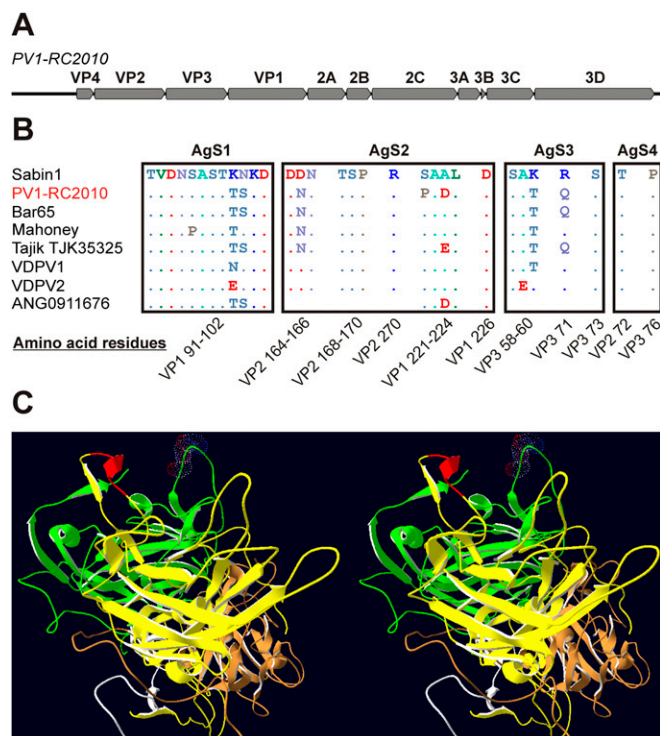 A
PV1-RC2010
VP4 VP2 VP3 VP1 2A 2B 2C 3A 3B 3C 3D
B
AgS1 AgS2 AgS3 AgS4
Sabin1 TVDNSASTKNKD DDN TSP R SAAL D SAK R S T P
PV1-RC2010 ........TS.. .N. ... . P.D. . ..T Q . . .
Bar65 ........TS.. .N. ... . .... . ..T Q . . .
Mahoney ....P...T... ... ... . .... . ..T . . . .
Tajik TJK35325 ........TS.. .N. ... . ..E. . ..T Q . . .
VDPV1 ........N... ... ... . .... . ..T . . . .
VDPV2 ........E... ... ... . .... . .E. . . . .
ANG0911676 ........TS.. ... ... . ..D. . ... . . . .
Amino acid residues
VP1 91-102
VP2 164-166
VP2 168-170
VP2 270
VP1 221-224
VP1 226
VP3 58-60
VP3 71
VP3 73
VP2 72
VP3 76
C